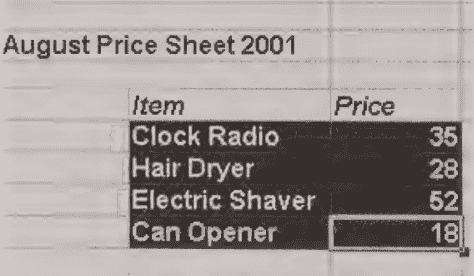 August Price Sheet 2001
Item Price
Clock Radio 35
Hair Dryer 28
Electric Shaver 52
Can Opener 18